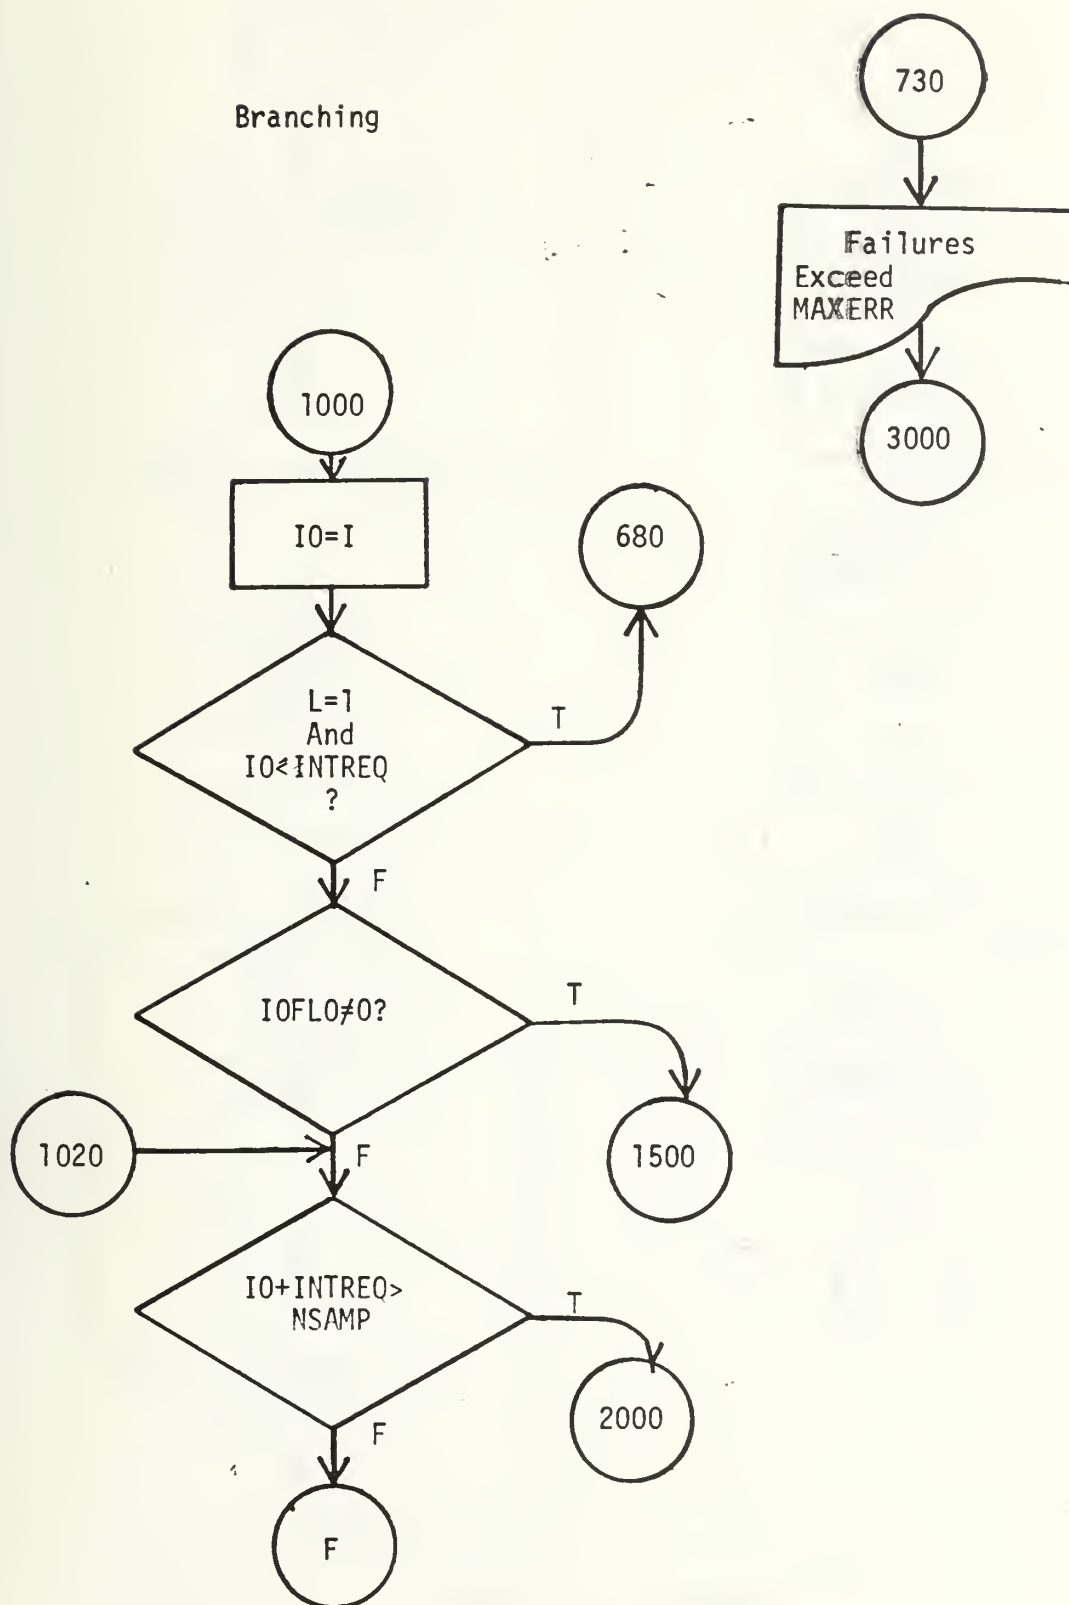 Branching
730
Failures
Exceed
MAXERR
3000
1000
IO=I
680
L=1
And
IO<INTREQ
?
T
F
IOFLO≠0?
T
1020
F
1500
IO+INTREQ>
NSAMP
T
F
2000
F